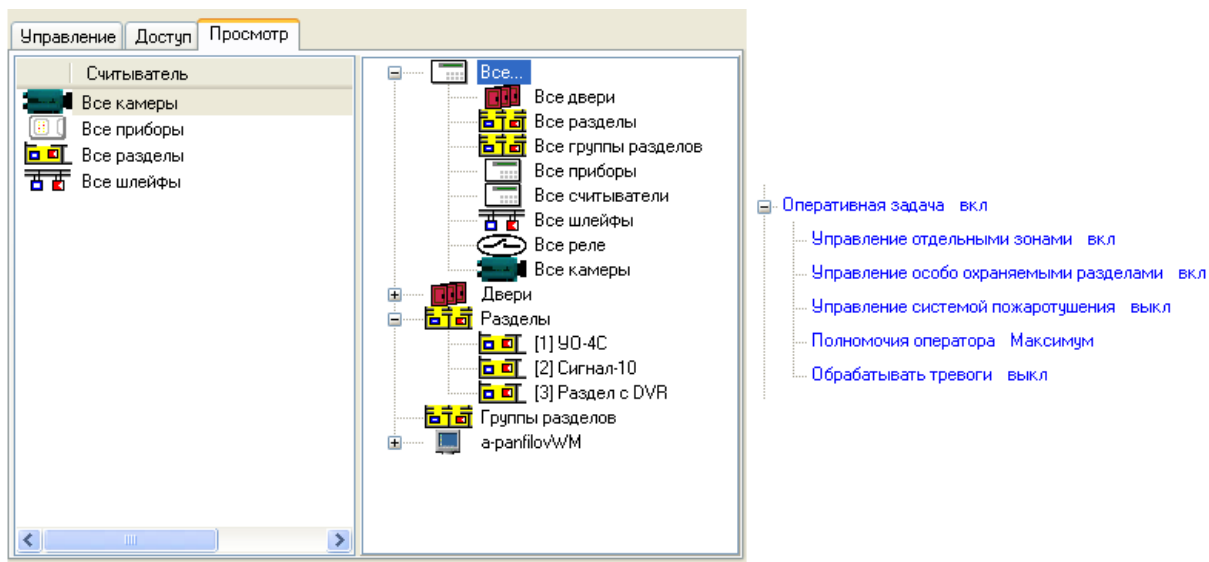 Управление Доступ Просмотр
Считыватель
Все камеры
Все приборы
Все разделы
Все шлейфы
Все...
Все двери
Все разделы
Все группы разделов
Все приборы
Все считыватели
Все шлейфы
Все реле
Все камеры
Двери
Разделы
[1] УО-4С
[2] Сигнал-10
[3] Раздел с DVR
Группы разделов
a-panfilovWM
Оперативная задача вкл
Управление отдельными зонами вкл
Управление особо охраняемыми разделами вкл
Управление системой пожаротушения выкл
Полномочия оператора Максимум
Обрабатывать тревоги выкл